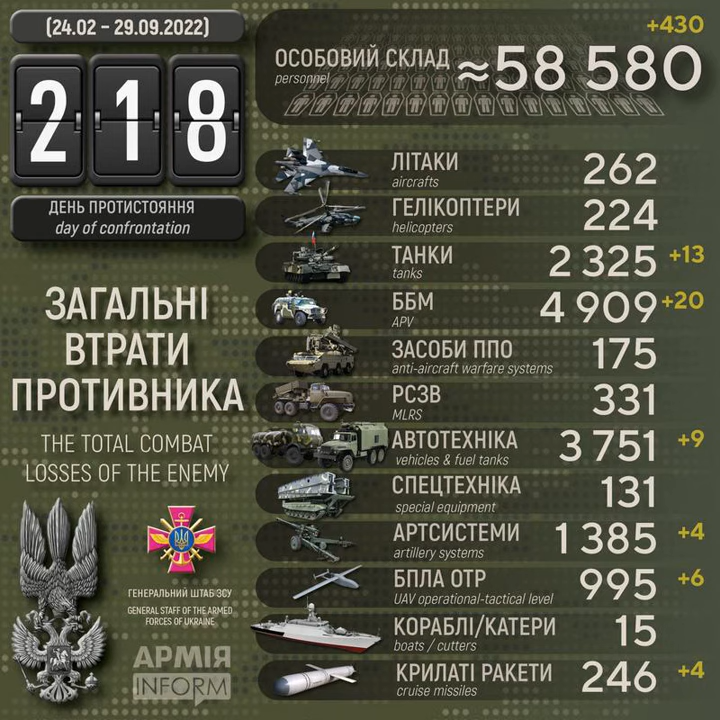 (24.02 – 29.09.2022)
218
ДЕНЬ ПРОТИСТОЯННЯ
day of confrontation
ЗАГАЛЬНІ
ВТРАТИ
ПРОТИВНИКА
THE TOTAL COMBAT
LOSSES OF THE ENEMY
ГЕНЕРАЛЬНИЙ ШТАБ ЗСУ
GENERAL STAFF OF THE ARMED
FORCES OF UKRAINE
АРМІЯ
INFORM
+430
ОСОБОВИЙ СКЛАД ≈58 580
personnel
ЛІТАКИ 262
aircrafts
ГЕЛІКОПТЕРИ 224
helicopters
ТАНКИ 2 325 +13
tanks
ББМ 4 909 +20
APV
ЗАСОБИ ППО 175
anti-aircraft warfare systems
РСЗВ 331
MLRS
АВТОТЕХНІКА 3 751 +9
vehicles & fuel tanks
СПЕЦТЕХНІКА 131
special equipment
АРТСИСТЕМИ 1 385 +4
artillery systems
БПЛА ОТР 995 +6
UAV operational-tactical level
КОРАБЛІ/КАТЕРИ 15
boats / cutters
КРИЛАТІ РАКЕТИ 246 +4
cruise missiles